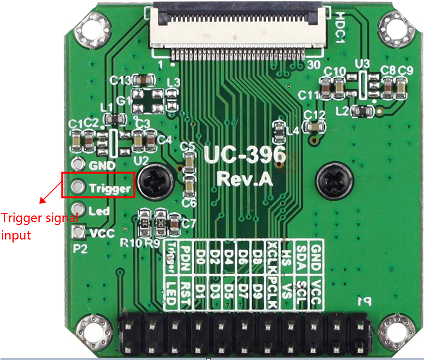 HDC1
1
30
U3
C13
L3
G1
C10
C8
C9
C11
L2
L1
C1
C2
C3
C4
C12
L4
UC-396
Rev.A
GND
U2
C5
Trigger
C6
Trigger signal
input
Led
VCC
P2
R10
R9
C7
Trigger
PDN
D0
D2
D4
D6
D8
XCLK
HS
SDA
GND
LED
RST
D1
D3
D5
D7
D9
PCLK
VS
SCL
VCC
P1